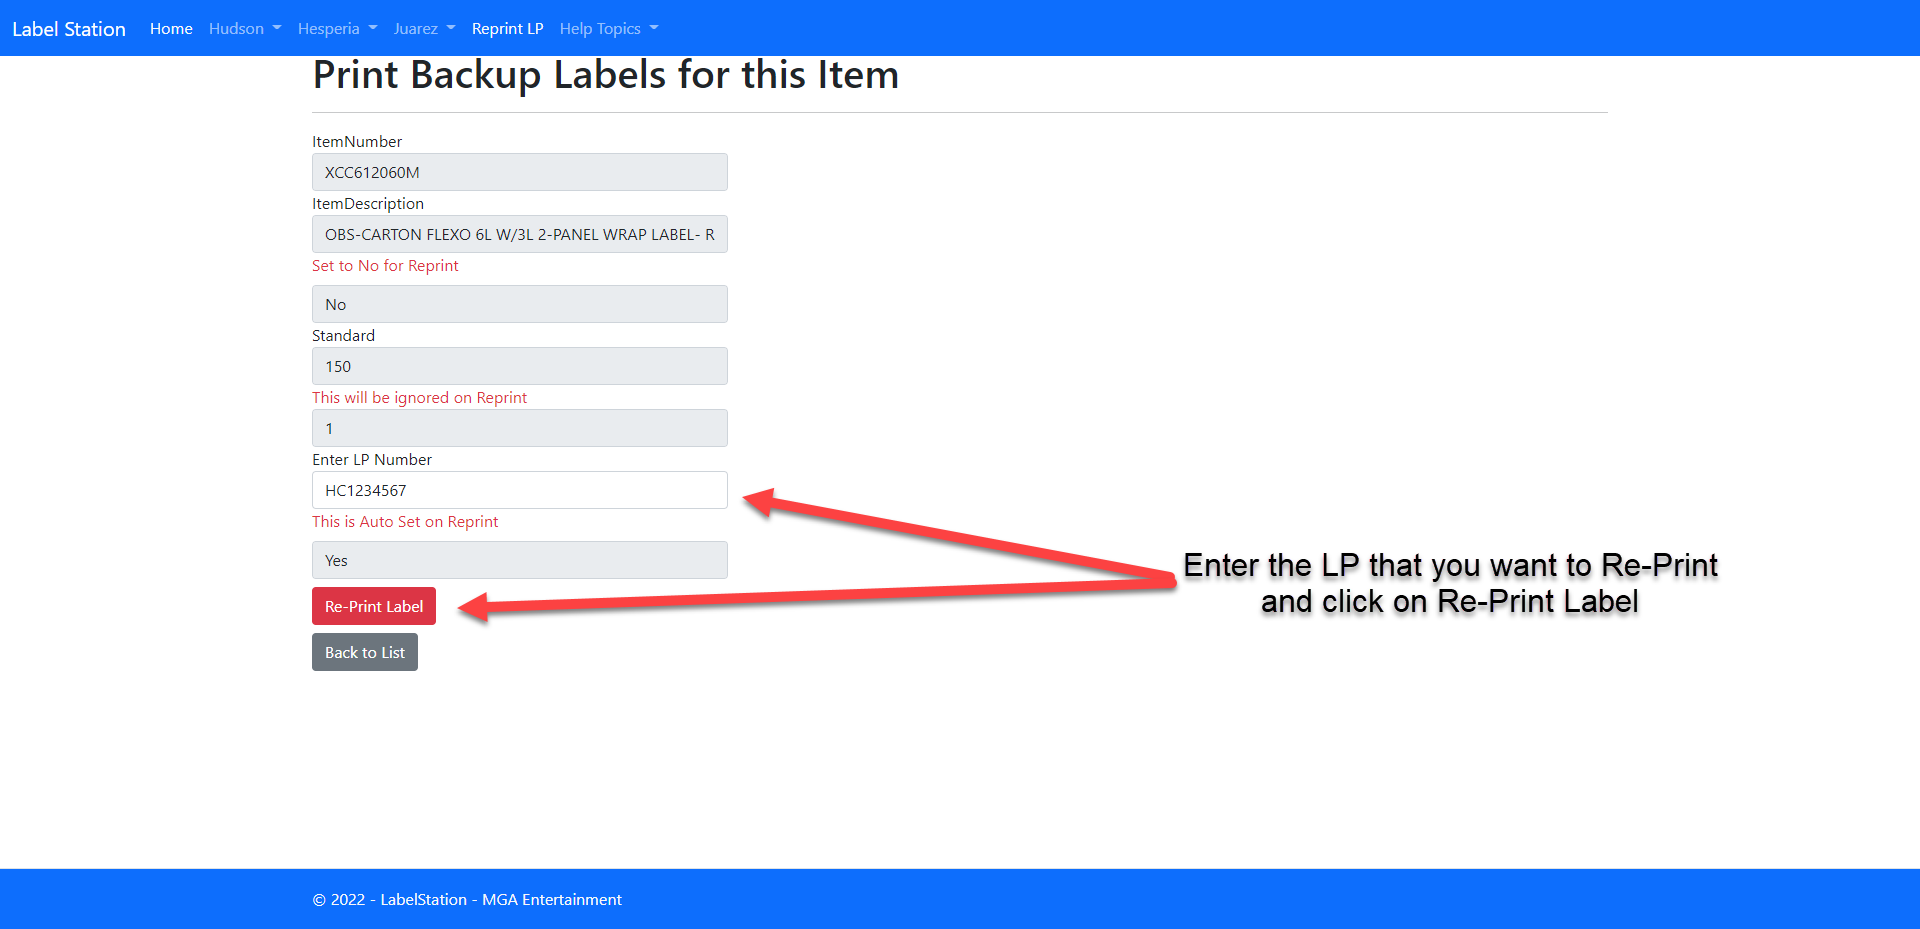 Label Station Home Hudson Hesperia Juarez Reprint LP Help Topics
Print Backup Labels for this Item
ItemNumber
XCC612060M
ItemDescription
OBS-CARTON FLEXO 6L W/3L 2-PANEL WRAP LABEL- R
Set to No for Reprint
No
Standard
150
This will be ignored on Reprint
1
Enter LP Number
HC1234567
This is Auto Set on Reprint
Yes
Re-Print Label
Back to List
Enter the LP that you want to Re-Print
and click on Re-Print Label
© 2022 - LabelStation - MGA Entertainment